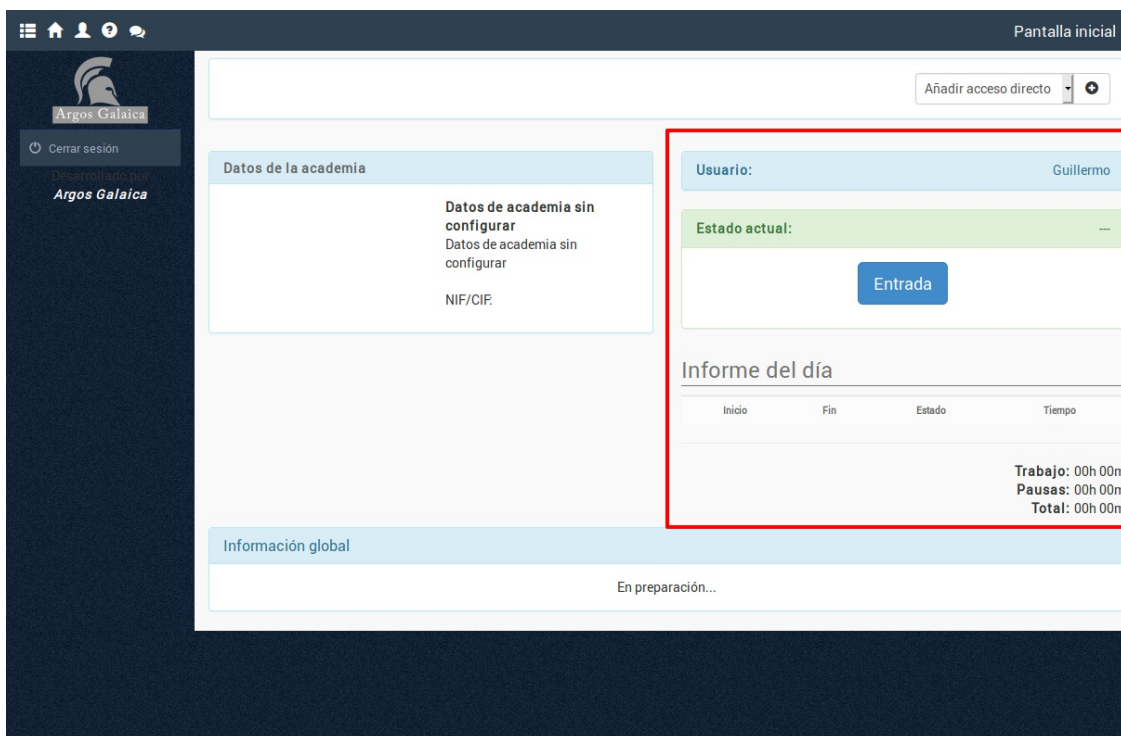 Pantalla inicial
Argos Galaica
Cerrar sesión
Desarrollado por
Argos Galaica
Añadir acceso directo
Datos de la academia
Datos de academia sin
configurar
Datos de academia sin
configurar
NIF/CIF:
Usuario: Guillermo
Estado actual: ---
Entrada
Informe del día
Inicio Fin Estado Tiempo
Trabajo: 00h 00m
Pausas: 00h 00m
Total: 00h 00m
Información global
En preparación...